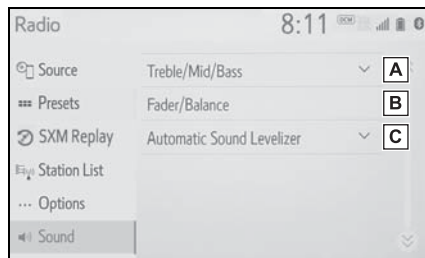 Radio 8:11 DCM
Source
Treble/Mid/Bass A
Presets
Fader/Balance B
SXM Replay
Automatic Sound Levelizer C
Station List
Options
Sound